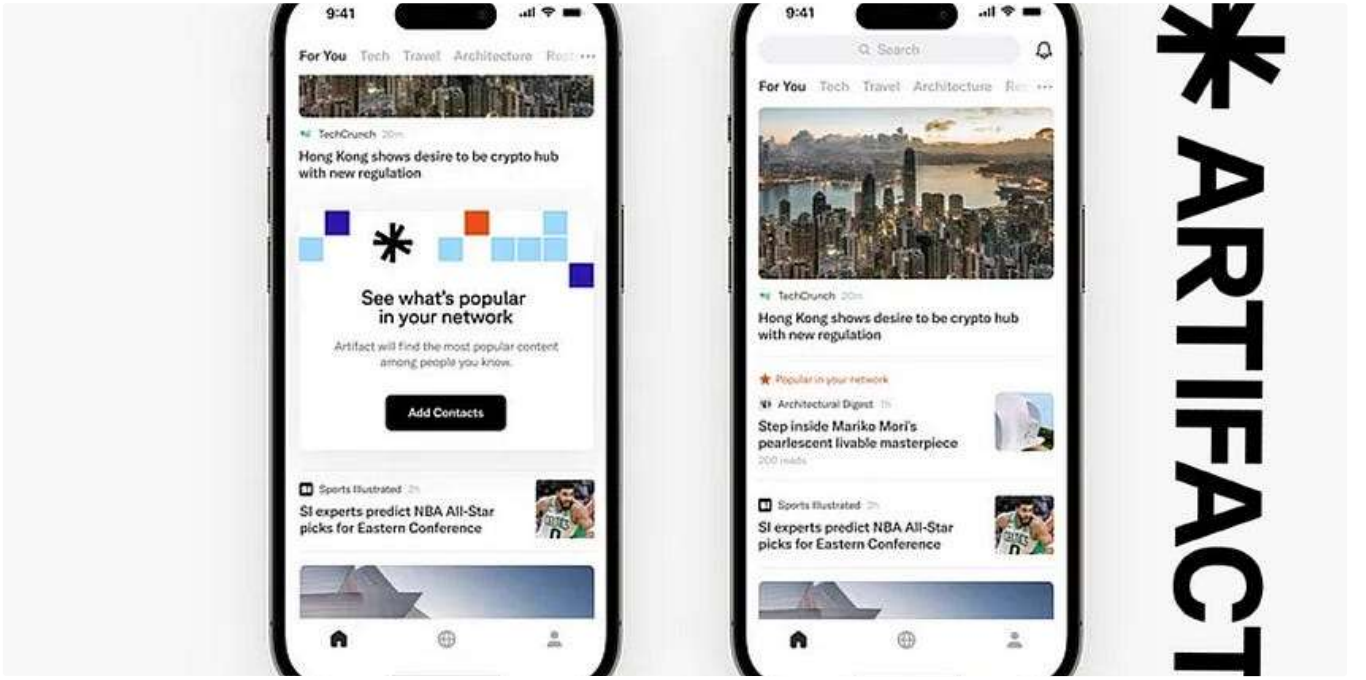 9:41
For You Tech Travel Architecture
TechCrunch 20m
Hong Kong shows desire to be crypto hub
with new regulation
See what's popular
in your network
Artifact will find the most popular content
among people you know.
Add Contacts
Sports Illustrated 2h
SI experts predict NBA All-Star
picks for Eastern Conference
9:41
Search
For You Tech Travel Architecture
TechCrunch 20m
Hong Kong shows desire to be crypto hub
with new regulation
Popular in your network
Architectural Digest 1h
Step inside Mariko Mori's
pearlescent livable masterpiece
200 reads
Sports Illustrated 2h
SI experts predict NBA All-Star
picks for Eastern Conference
ARTIFACT